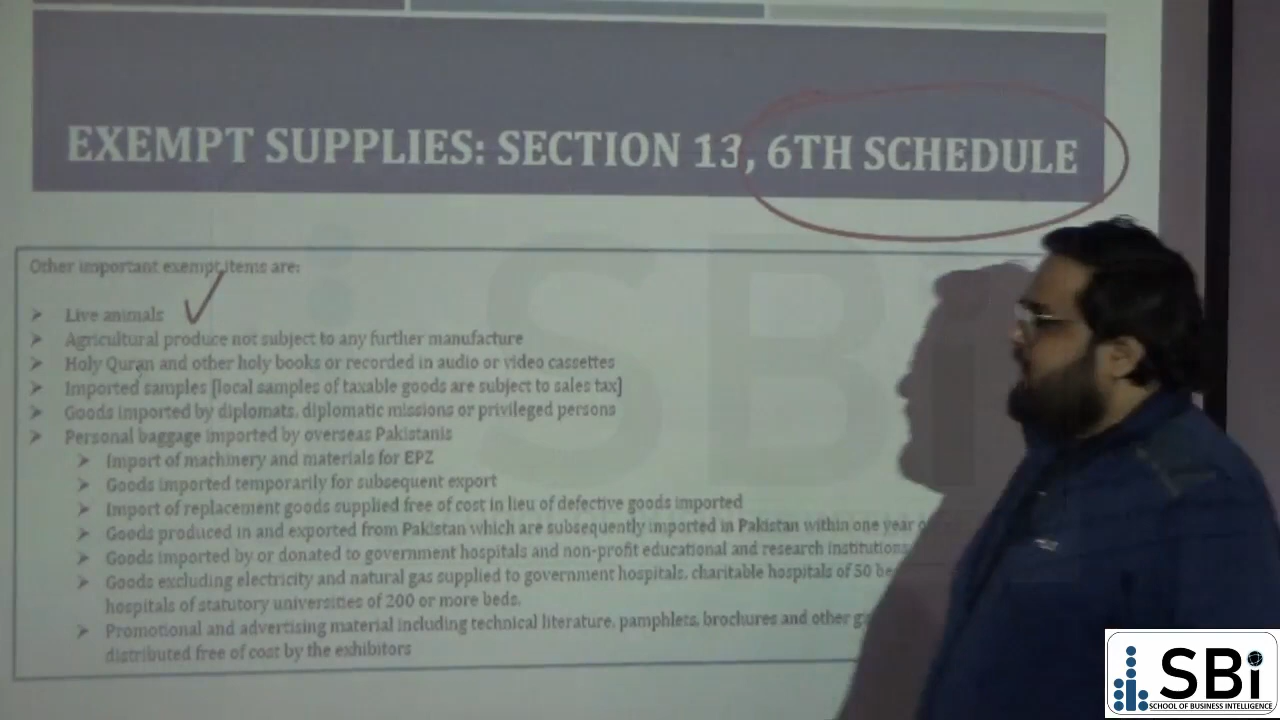 EXEMPT SUPPLIES: SECTION 13, 6TH SCHEDULE
Other important exempt items are:
➤ Live animals
➤ Agricultural produce not subject to any further manufacture
➤ Holy Quran and other holy books or recorded in audio or video cassettes
➤ Imported samples [local samples of taxable goods are subject to sales tax]
➤ Goods imported by diplomats, diplomatic missions or privileged persons
➤ Personal baggage imported by overseas Pakistanis
➤ Import of machinery and materials for EPZ
➤ Goods imported temporarily for subsequent export
➤ Import of replacement goods supplied free of cost in lieu of defective goods imported
➤ Goods produced in and exported from Pakistan which are subsequently imported in Pakistan within one year
➤ Goods imported by or donated to government hospitals and non-profit educational and research institutions
➤ Goods excluding electricity and natural gas supplied to government hospitals, charitable hospitals of 50
hospitals of statutory universities of 200 or more beds.
➤ Promotional and advertising material including technical literature, pamphlets, brochures and other
distributed free of cost by the exhibitors
SBi
SBi
SCHOOL OF BUSINESS INTELLIGENCE